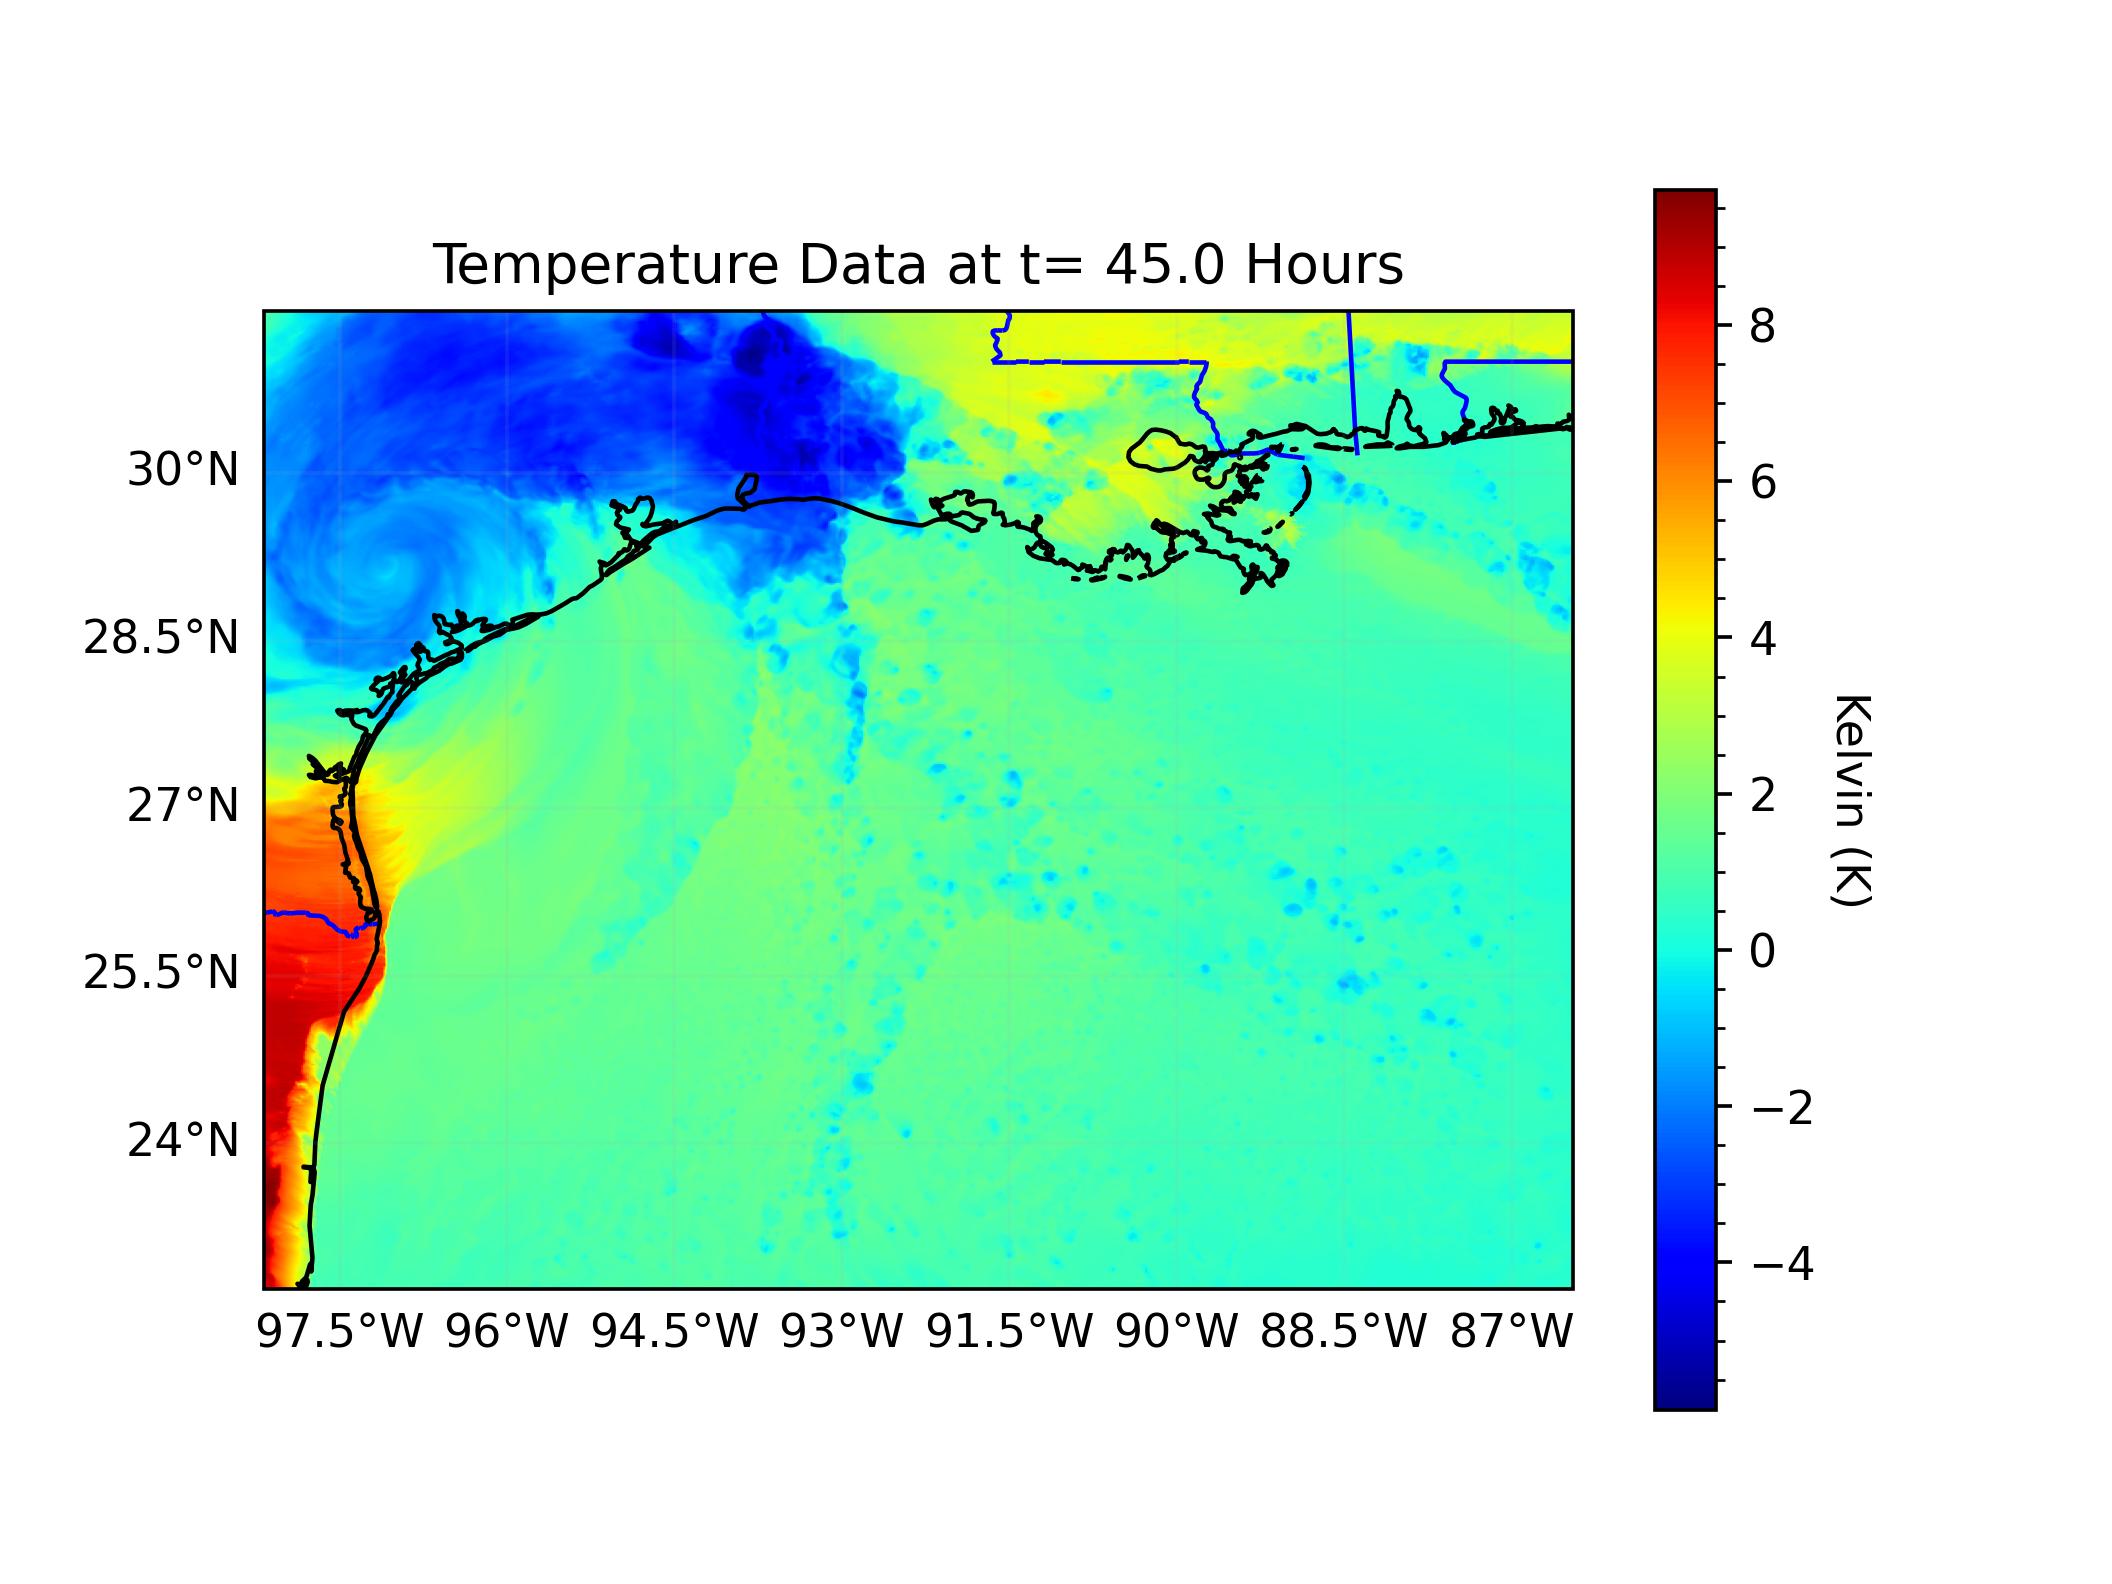 Temperature Data at t= 45.0 Hours
30°N
28.5°N
27°N
25.5°N
24°N
97.5°W 96°W 94.5°W 93°W 91.5°W 90°W 88.5°W 87°W
8
6
4
2
0
−2
−4
Kelvin (K)